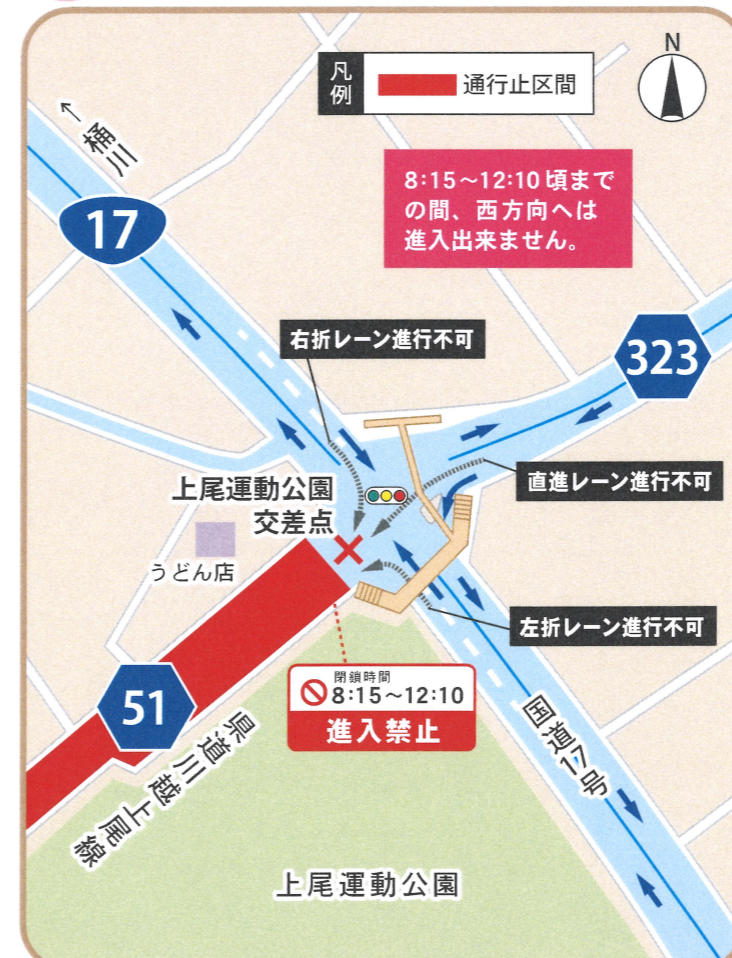 凡例
通行止区間
N
8:15～12:10頃まで
の間、西方向へは
進入出来ません。
↑桶川
17
右折レーン進行不可
323
直進レーン進行不可
上尾運動公園
交差点
うどん店
左折レーン進行不可
閉鎖時間
8:15～12:10
進入禁止
51
県道川越上尾線
国道17号
上尾運動公園